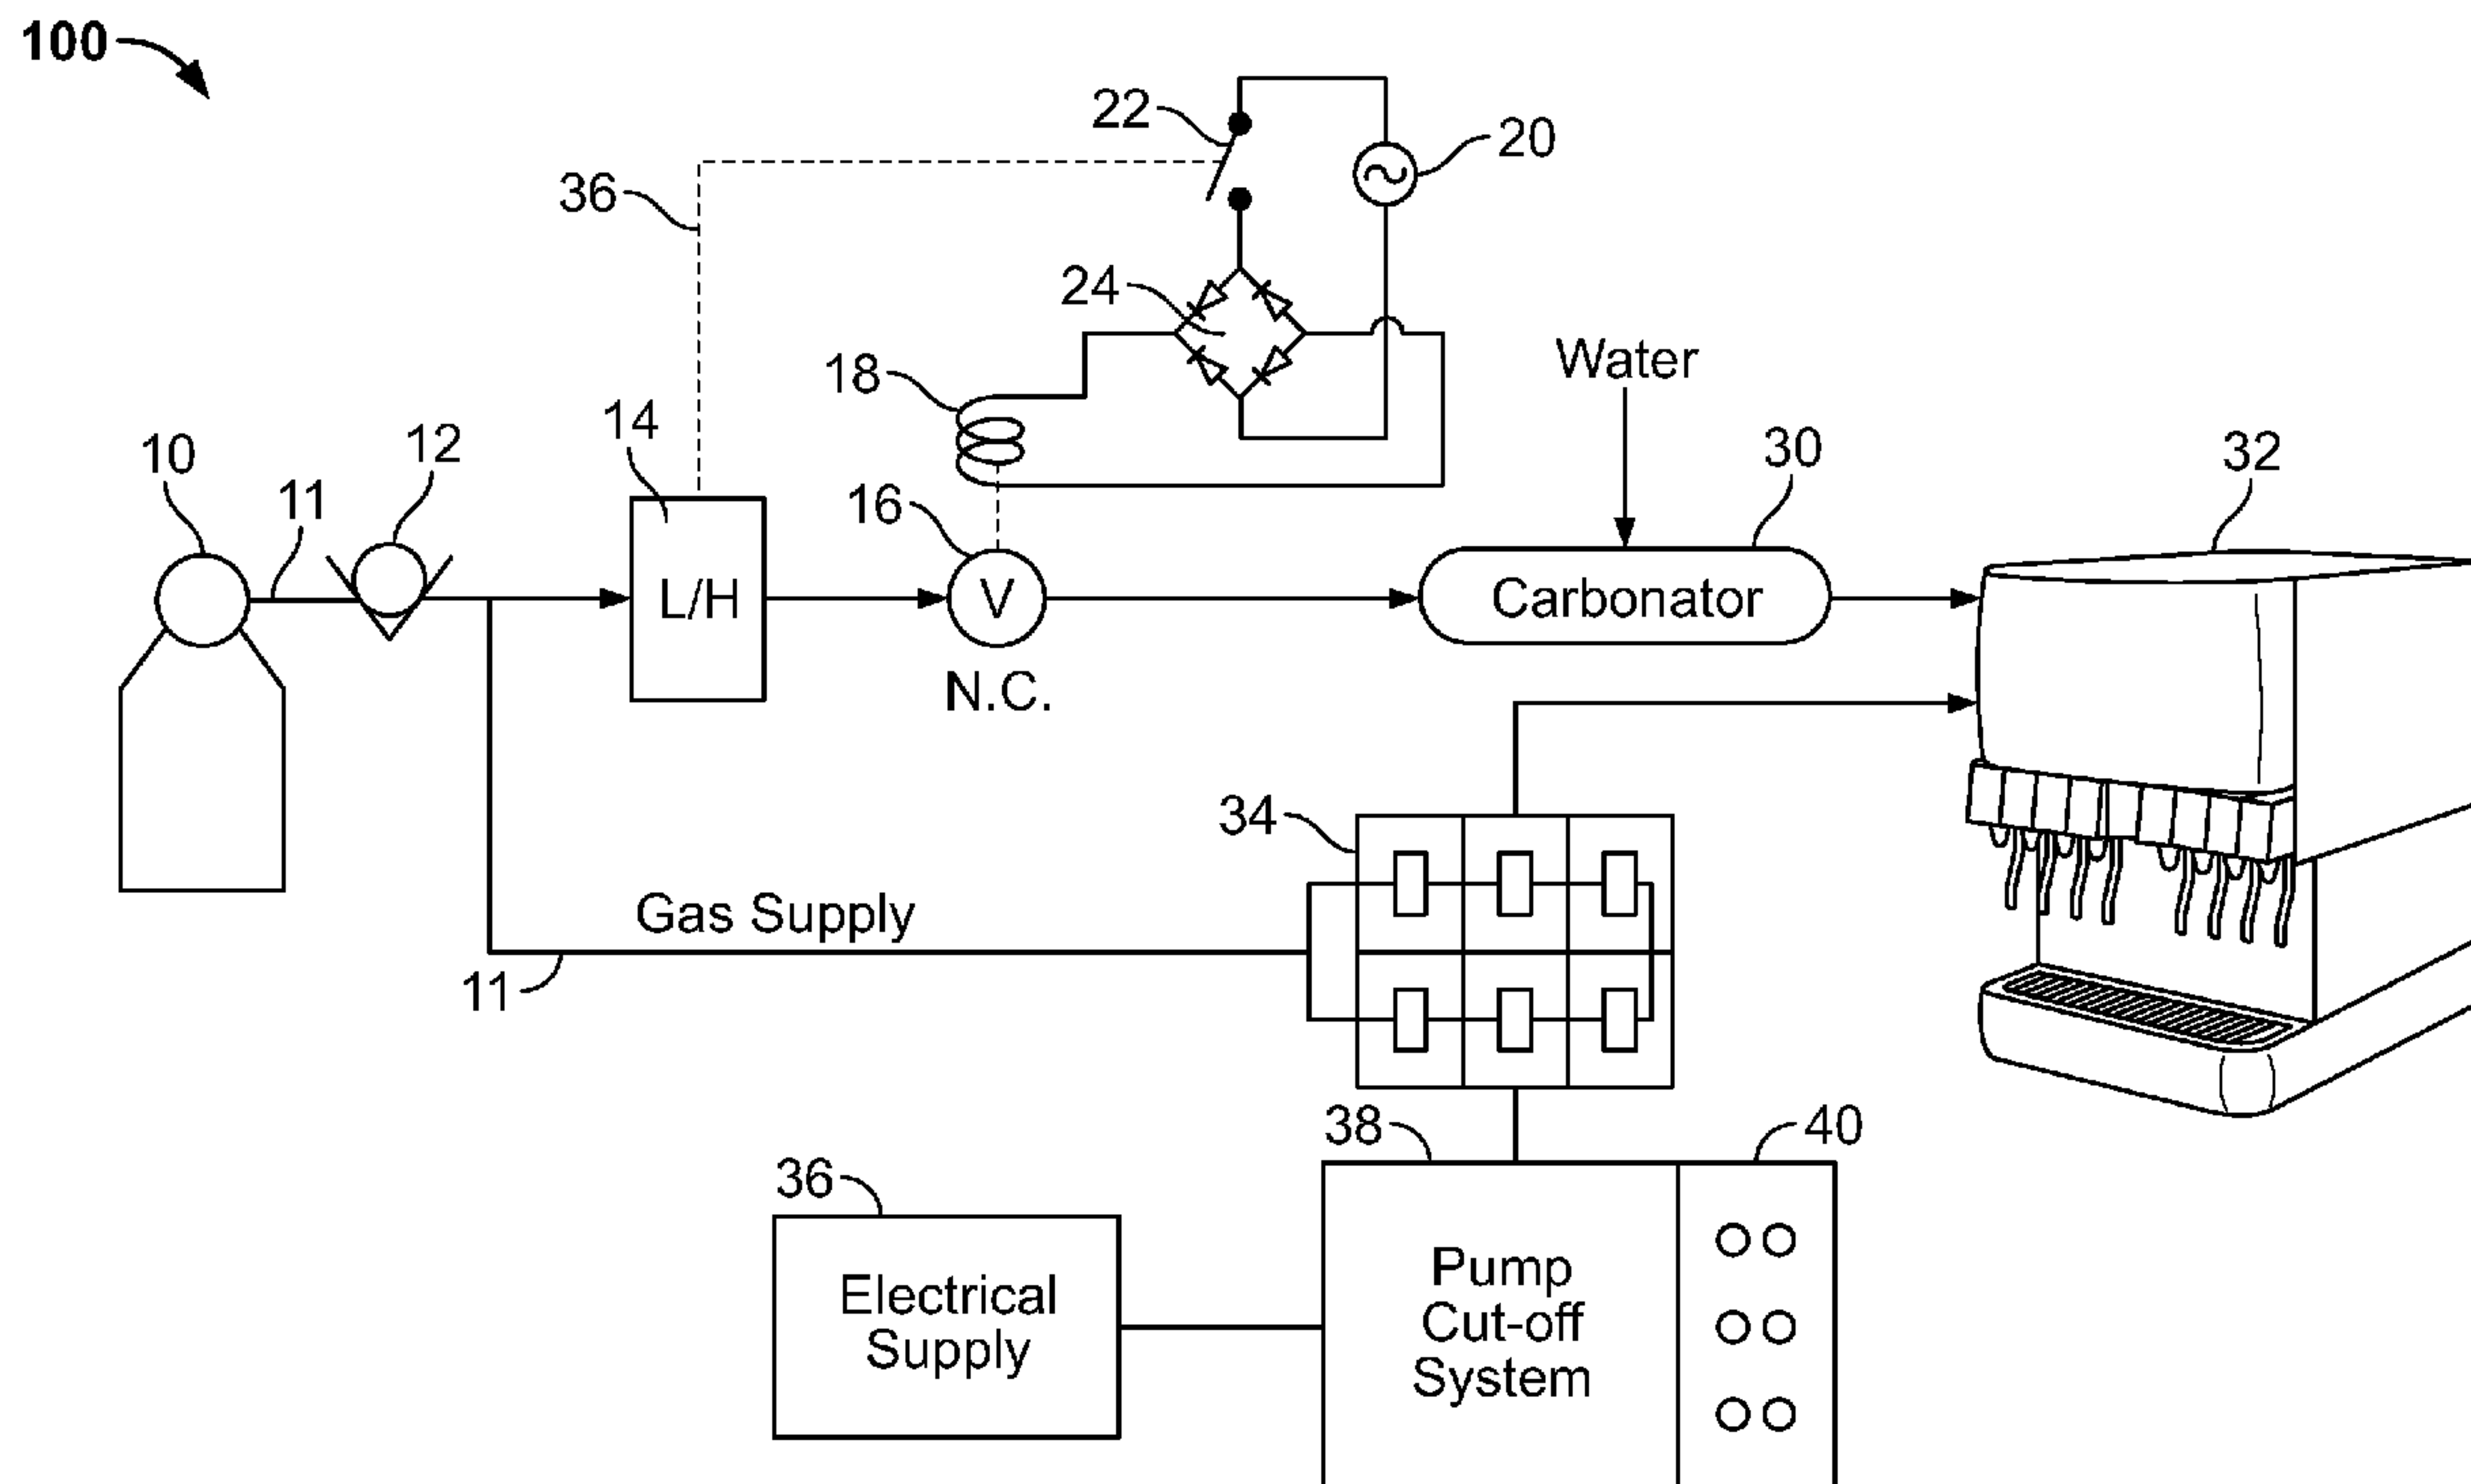 100
22
20
36
24
18
Water
14
10
12
30
32
11
16
L/H
V
Carbonator
N.C.
34
Gas Supply
11
38
40
36
Electrical
Supply
Pump
Cut-off
System